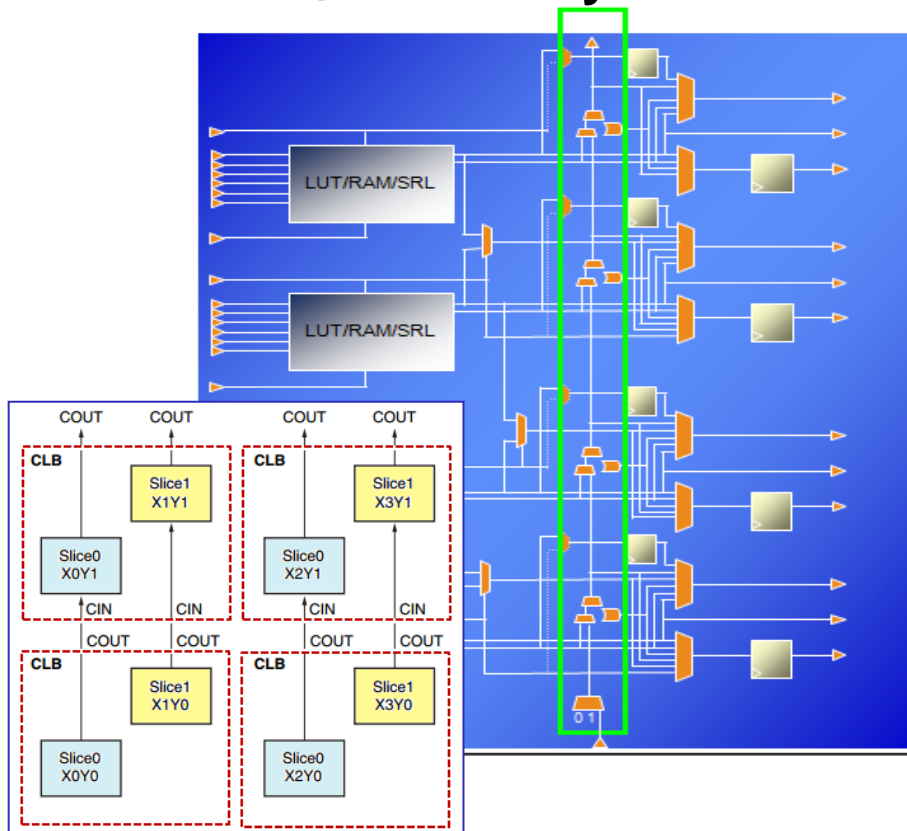 LUT/RAM/SRL
LUT/RAM/SRL
0 1
COUT COUT COUT COUT
CLB CLB
Slice1
X1Y1
Slice1
X3Y1
Slice0
X0Y1
Slice0
X2Y1
CIN CIN CIN CIN
COUT COUT COUT COUT
CLB CLB
Slice1
X1Y0
Slice1
X3Y0
Slice0
X0Y0
Slice0
X2Y0